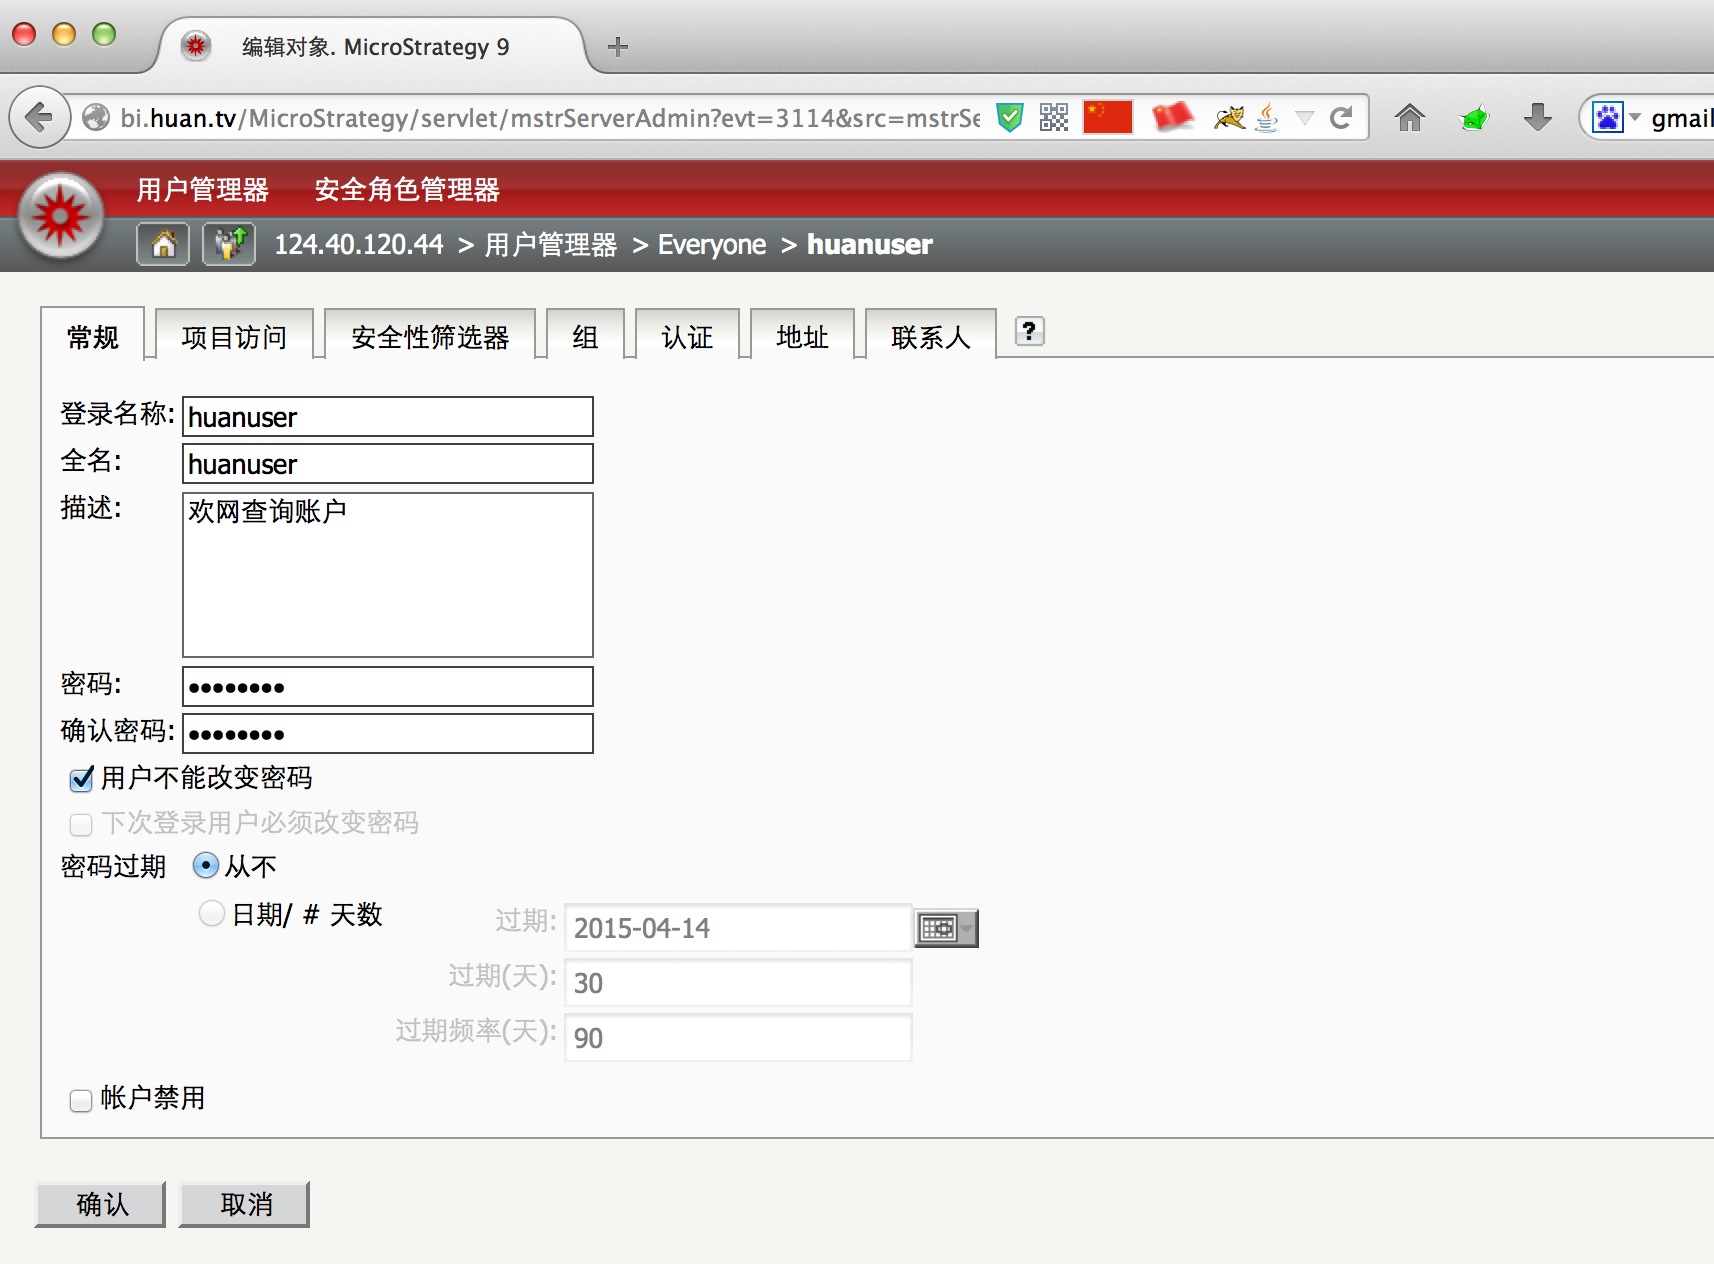 编辑对象. MicroStrategy 9
bi.huan.tv/MicroStrategy/servlet/mstrServerAdmin?evt=3114&src=mstrSe
gmail
用户管理器 安全角色管理器
124.40.120.44 > 用户管理器 > Everyone > huanuser
常规 项目访问 安全性筛选器 组 认证 地址 联系人 ?
登录名称: huanuser
全名: huanuser
描述: 欢网查询账户
密码: ••••••••
确认密码: ••••••••
用户不能改变密码
下次登录用户必须改变密码
密码过期 从不
日期/ # 天数 过期: 2015-04-14
过期(天): 30
过期频率(天): 90
帐户禁用
确认 取消